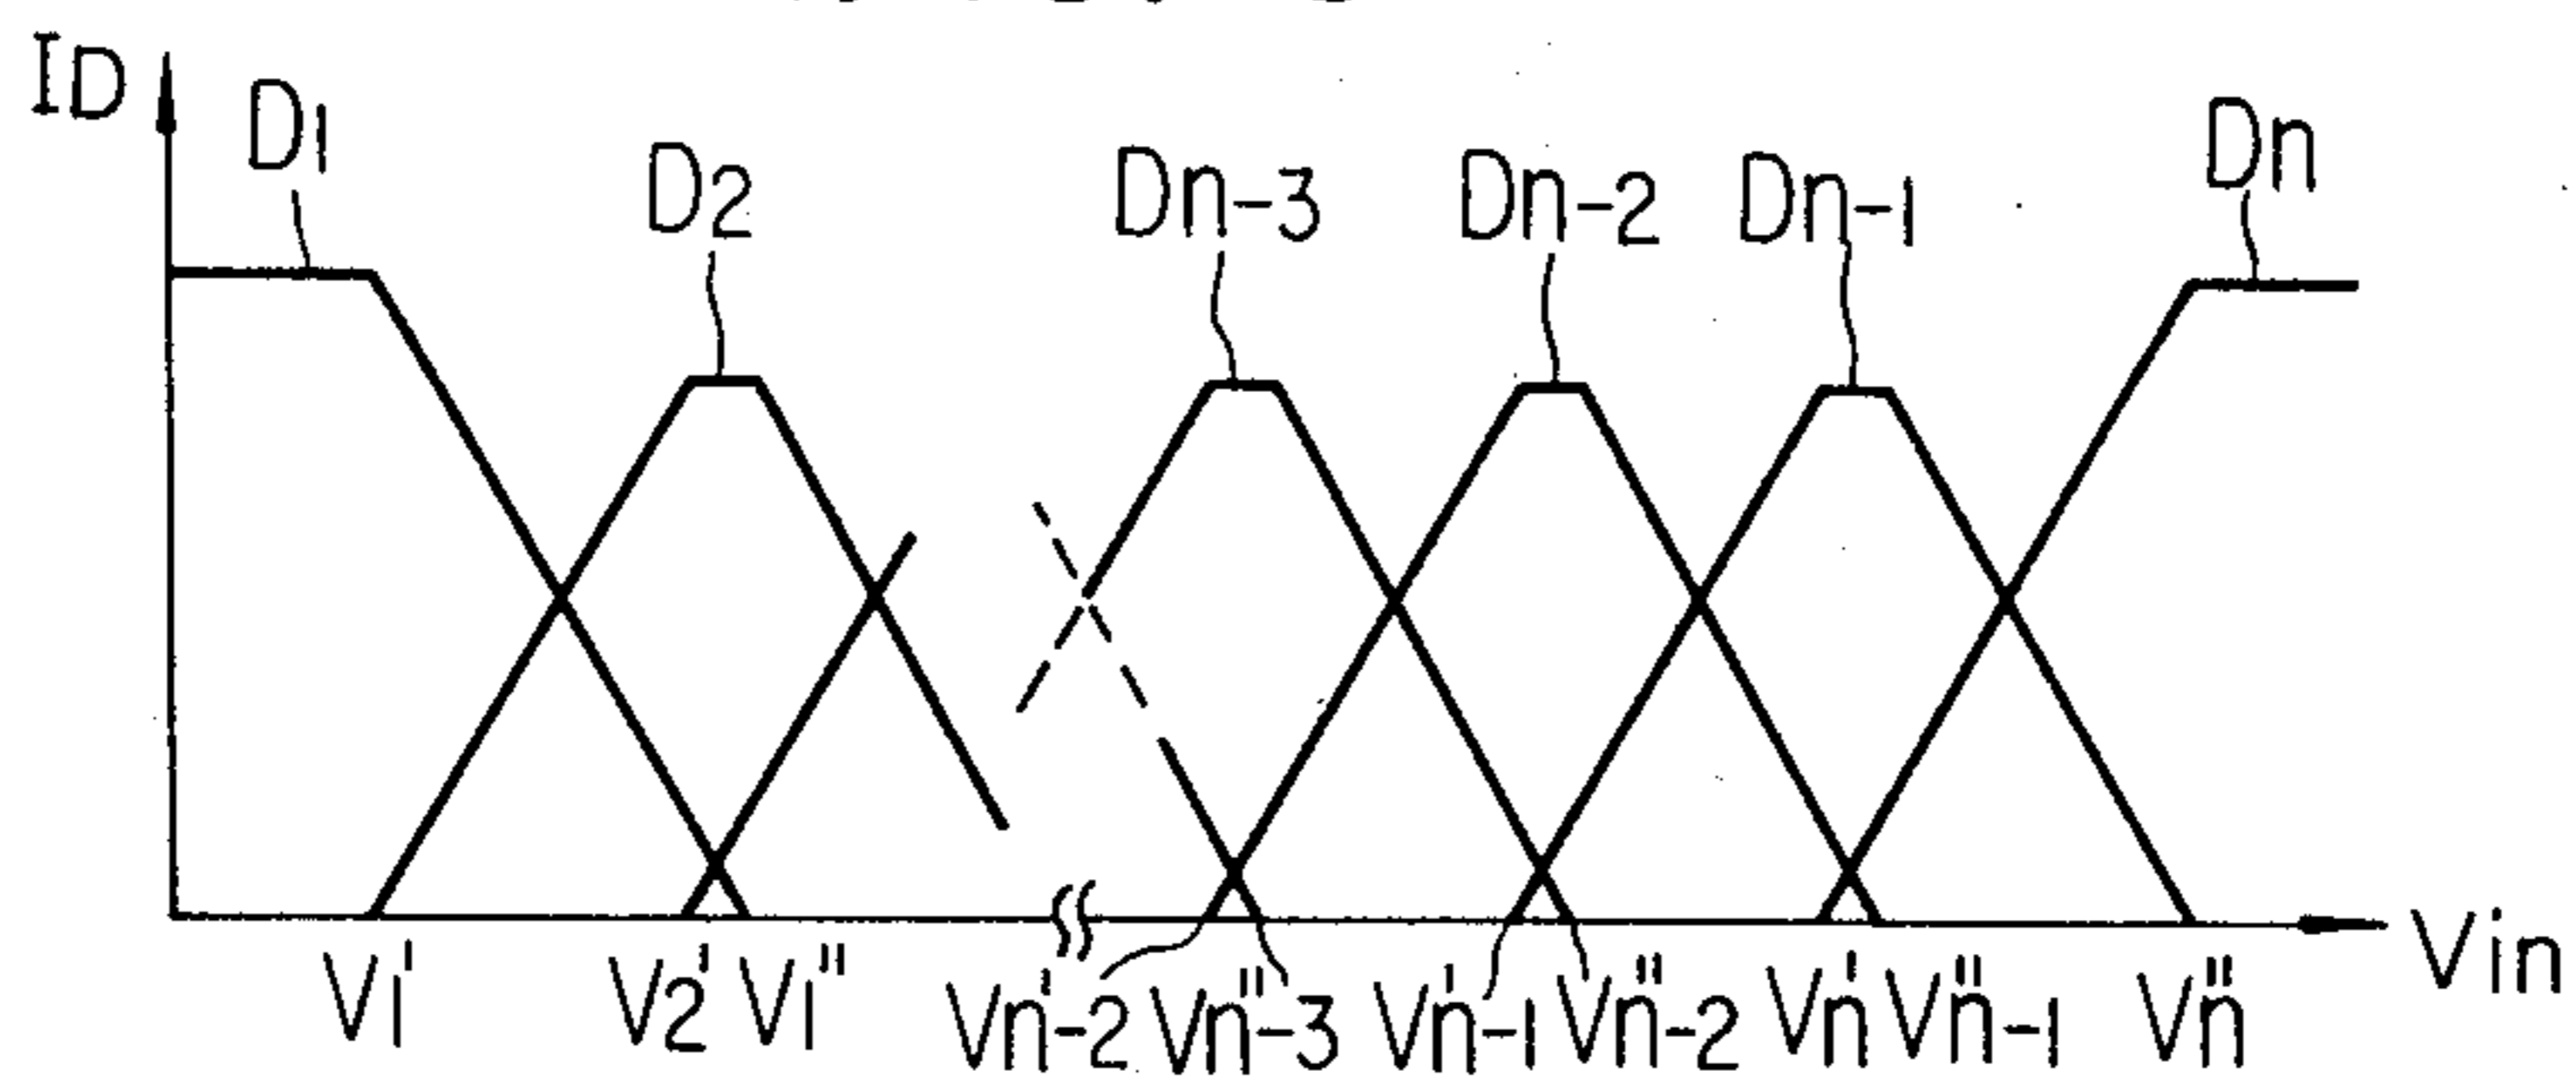 ID
D1
D2
Dn-3
Dn-2
Dn-1
Dn
V1'
V2'
V1"
Vn'-2
Vn"-3
Vn'-1
Vn"-2
Vn'
Vn"-1
Vn"
Vin